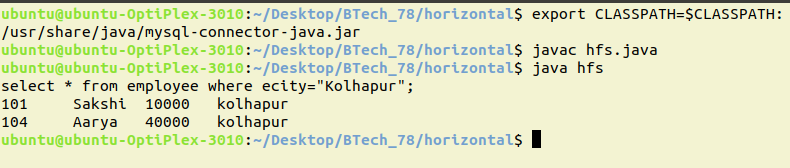 ubuntu@ubuntu-OptiPlex-3010:~/Desktop/BTech_78/horizontal$ export CLASSPATH=$CLASSPATH:
/usr/share/java/mysql-connector-java.jar
ubuntu@ubuntu-OptiPlex-3010:~/Desktop/BTech_78/horizontal$ javac hfs.java
ubuntu@ubuntu-OptiPlex-3010:~/Desktop/BTech_78/horizontal$ java hfs
select * from employee where ecity="Kolhapur";
101 Sakshi 10000 kolhapur
104 Aarya 40000 kolhapur
ubuntu@ubuntu-OptiPlex-3010:~/Desktop/BTech_78/horizontal$